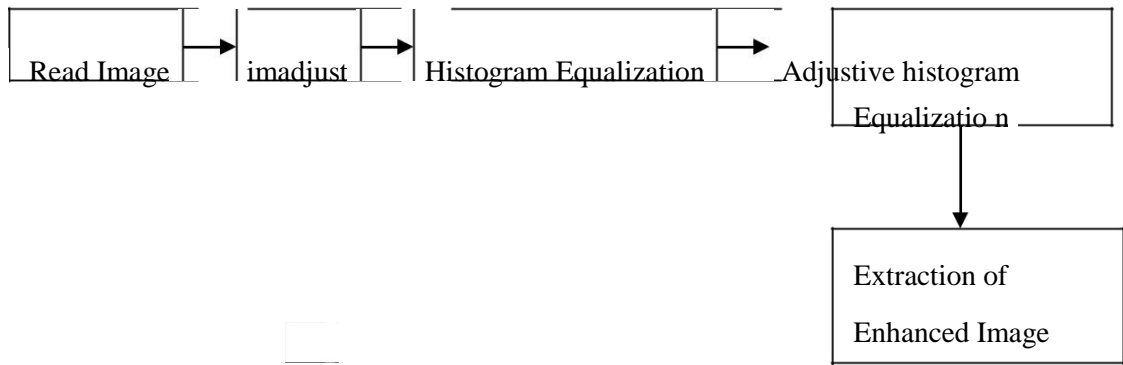 Read Image
imadjust
Histogram Equalization
Adjustive histogram
Equalizatio n
Extraction of
Enhanced Image